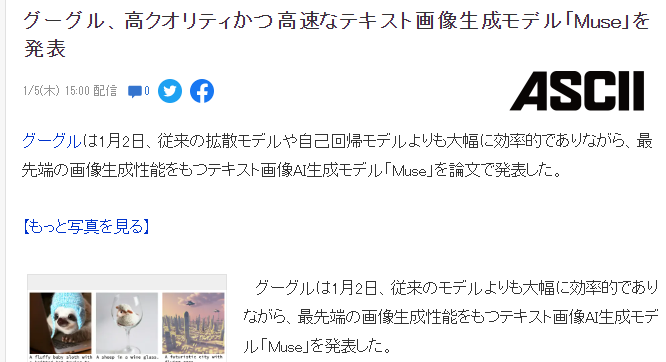 グーグル、高クオリティかつ高速なテキスト画像生成モデル「Muse」を
発表
1/5(木) 15:00 配信 0
ASCII
グーグルは1月2日、従来の拡散モデルや自己回帰モデルよりも大幅に効率的でありながら、最
先端の画像生成性能をもつテキスト画像AI生成モデル「Muse」を論文で発表した。
【もっと写真を見る】
グーグルは1月2日、従来のモデルよりも大幅に効率的であり
ながら、最先端の画像生成性能をもつテキスト画像AI生成モデ
ル「Muse」を発表した。
A fluffy baby sloth with
A sheep in a wine glass.
A futuristic city with